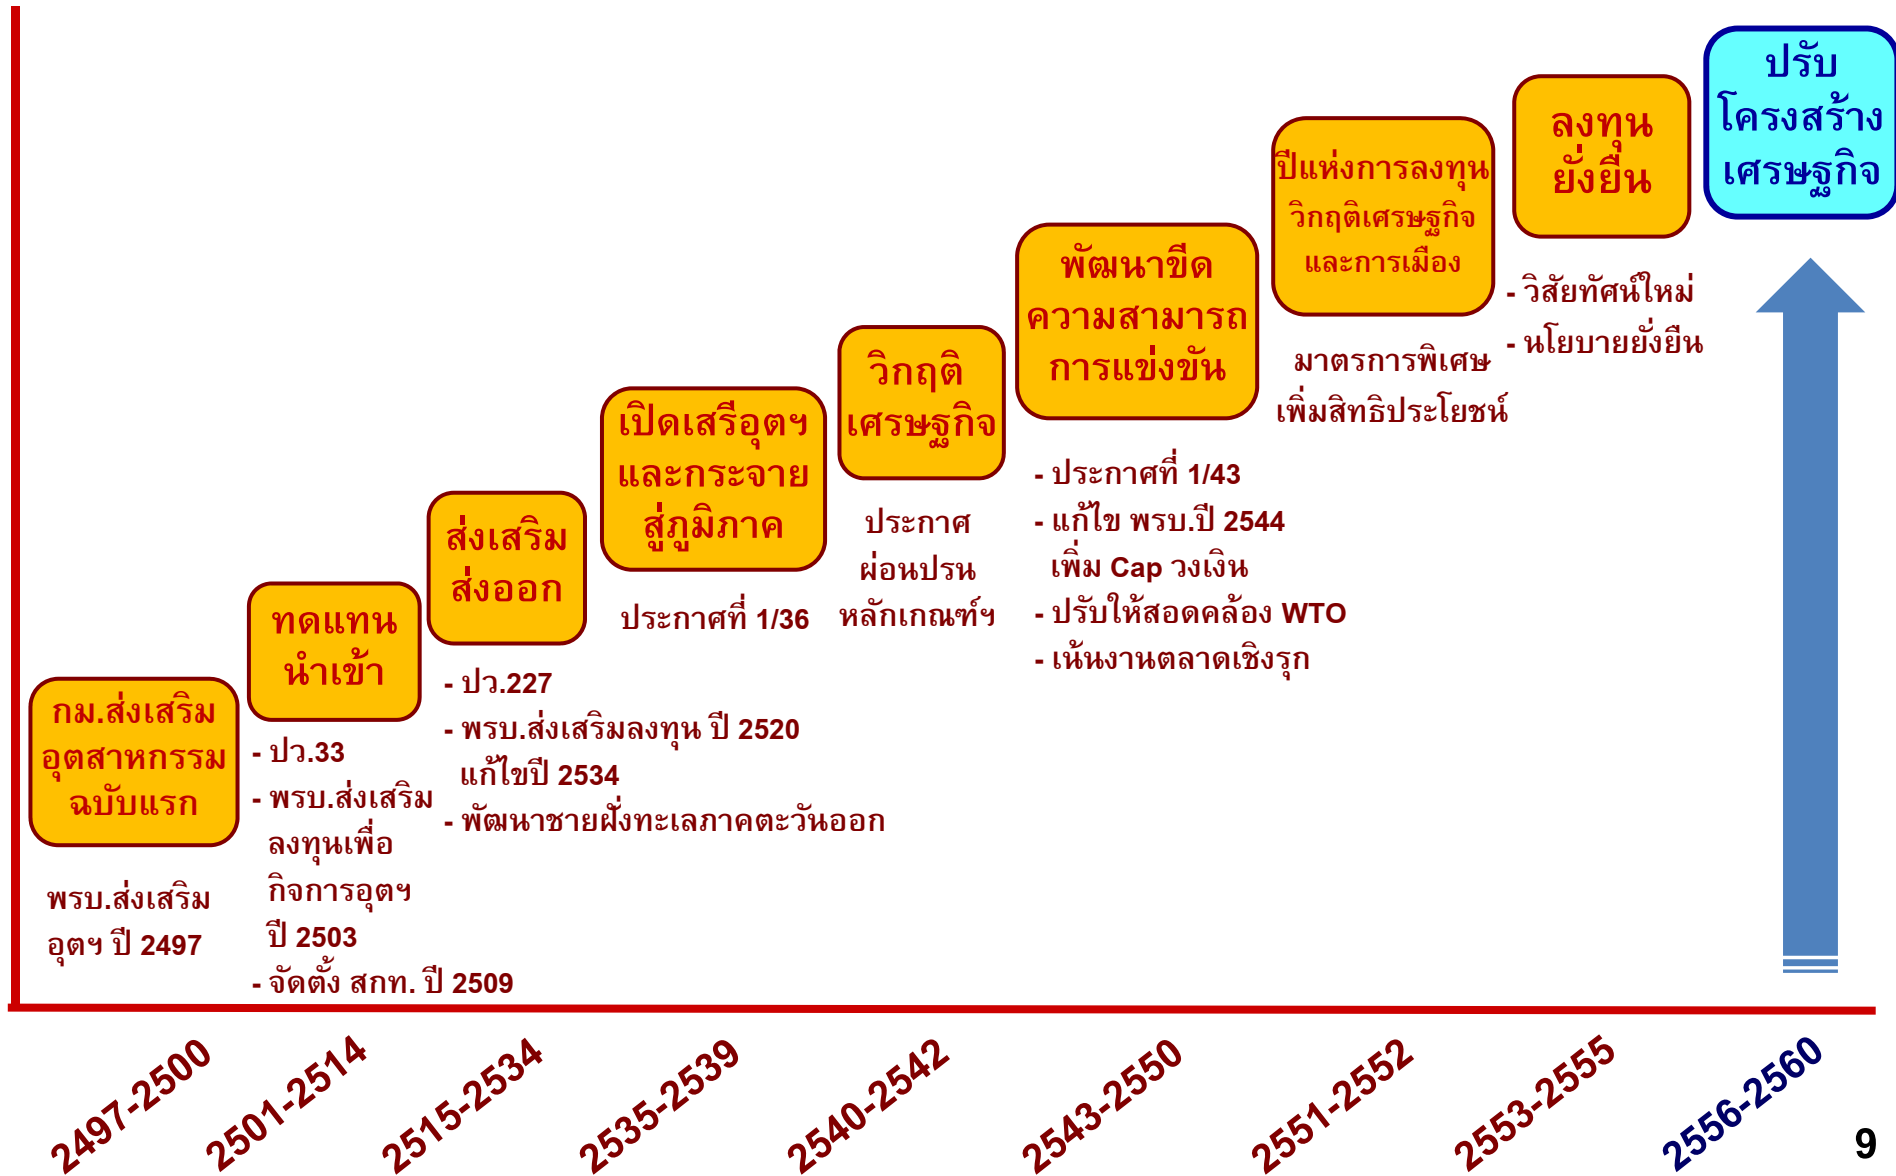 กม.ส่งเสริม
อุตสาหกรรม
ฉบับแรก
พรบ.ส่งเสริม
อุตฯ ปี 2497
ทดแทน
นำเข้า
- ปว.33
- พรบ.ส่งเสริม
ลงทุนเพื่อ
กิจการอุตฯ
ปี 2503
- จัดตั้ง สกท. ปี 2509
ส่งเสริม
ส่งออก
- ปว.227
- พรบ.ส่งเสริมลงทุน ปี 2520
แก้ไขปี 2534
- พัฒนาชายฝั่งทะเลภาคตะวันออก
เปิดเสรีอุตฯ
และกระจาย
สู่ภูมิภาค
ประกาศที่ 1/36
วิกฤติ
เศรษฐกิจ
ประกาศ
ผ่อนปรน
หลักเกณฑ์ฯ
พัฒนาขีด
ความสามารถ
การแข่งขัน
- ประกาศที่ 1/43
- แก้ไข พรบ.ปี 2544
เพิ่ม Cap วงเงิน
- ปรับให้สอดคล้อง WTO
- เน้นงานตลาดเชิงรุก
ปีแห่งการลงทุน
วิกฤติเศรษฐกิจ
และการเมือง
มาตรการพิเศษ
เพิ่มสิทธิประโยชน์
ลงทุน
ยั่งยืน
- วิสัยทัศน์ใหม่
- นโยบายยั่งยืน
ปรับ
โครงสร้าง
เศรษฐกิจ
2497-2500
2501-2514
2515-2534
2535-2539
2540-2542
2543-2550
2551-2552
2553-2555
2556-2560
9